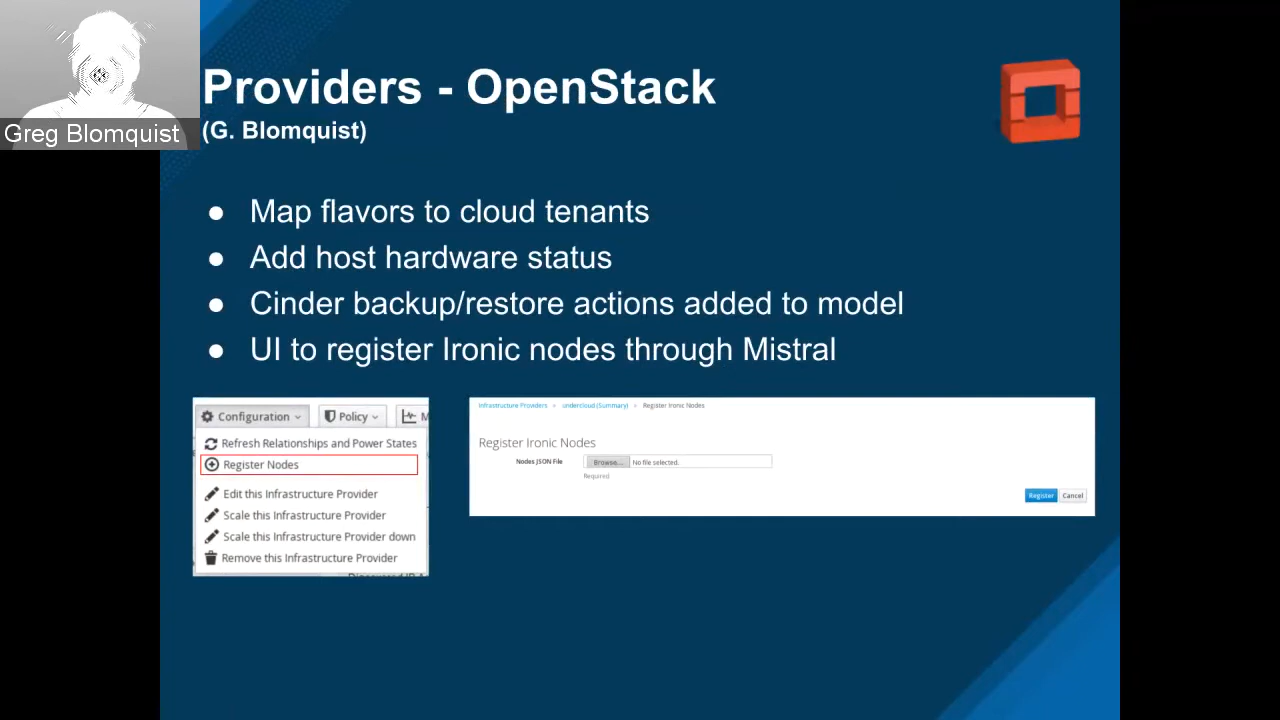 Greg Blomquist
Providers - OpenStack
(G. Blomquist)
● Map flavors to cloud tenants
● Add host hardware status
● Cinder backup/restore actions added to model
● UI to register Ironic nodes through Mistral
Configuration Policy M
Refresh Relationships and Power States
Register Nodes
Edit this Infrastructure Provider
Scale this Infrastructure Provider
Scale this Infrastructure Provider down
Remove this Infrastructure Provider
Infrastructure Providers » undercloud (Summary) » Register Ironic Nodes
Register Ironic Nodes
Nodes JSON File Browse... No file selected.
Required
Register Cancel